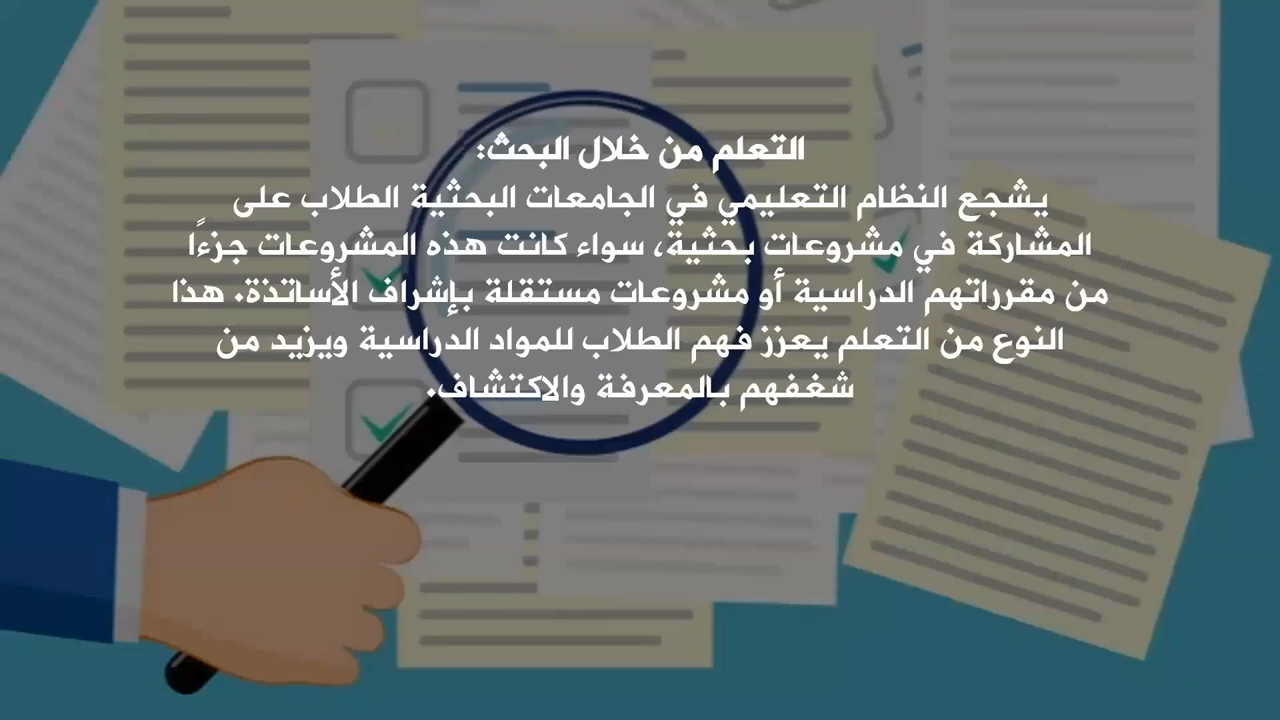 التعلم من خلال البحث:
يشجع النظام التعليمي في الجامعات البحثية الطلاب على
المشاركة في مشروعات بحثية، سواء كانت هذه المشروعات جزءًا
من مقرراتهم الدراسية أو مشروعات مستقلة بإشراف الأساتذة. هذا
النوع من التعلم يعزز فهم الطلاب للمواد الدراسية ويزيد من
شغفهم بالمعرفة والاكتشاف.